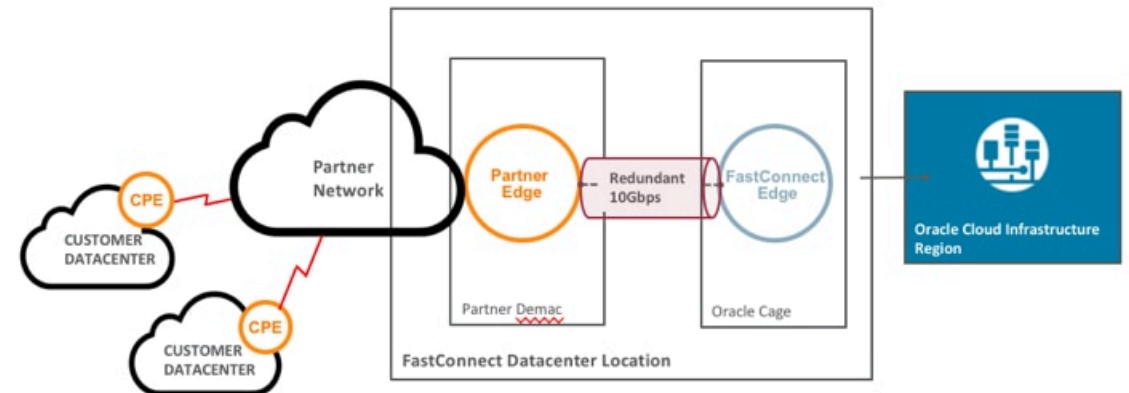 Partner
Network
CPE
CUSTOMER
DATACENTER
CPE
CUSTOMER
DATACENTER
Partner
Edge
Redundant
10Gbps
FastConnect
Edge
Partner Demac
Oracle Cage
FastConnect Datacenter Location
Oracle Cloud Infrastructure
Region